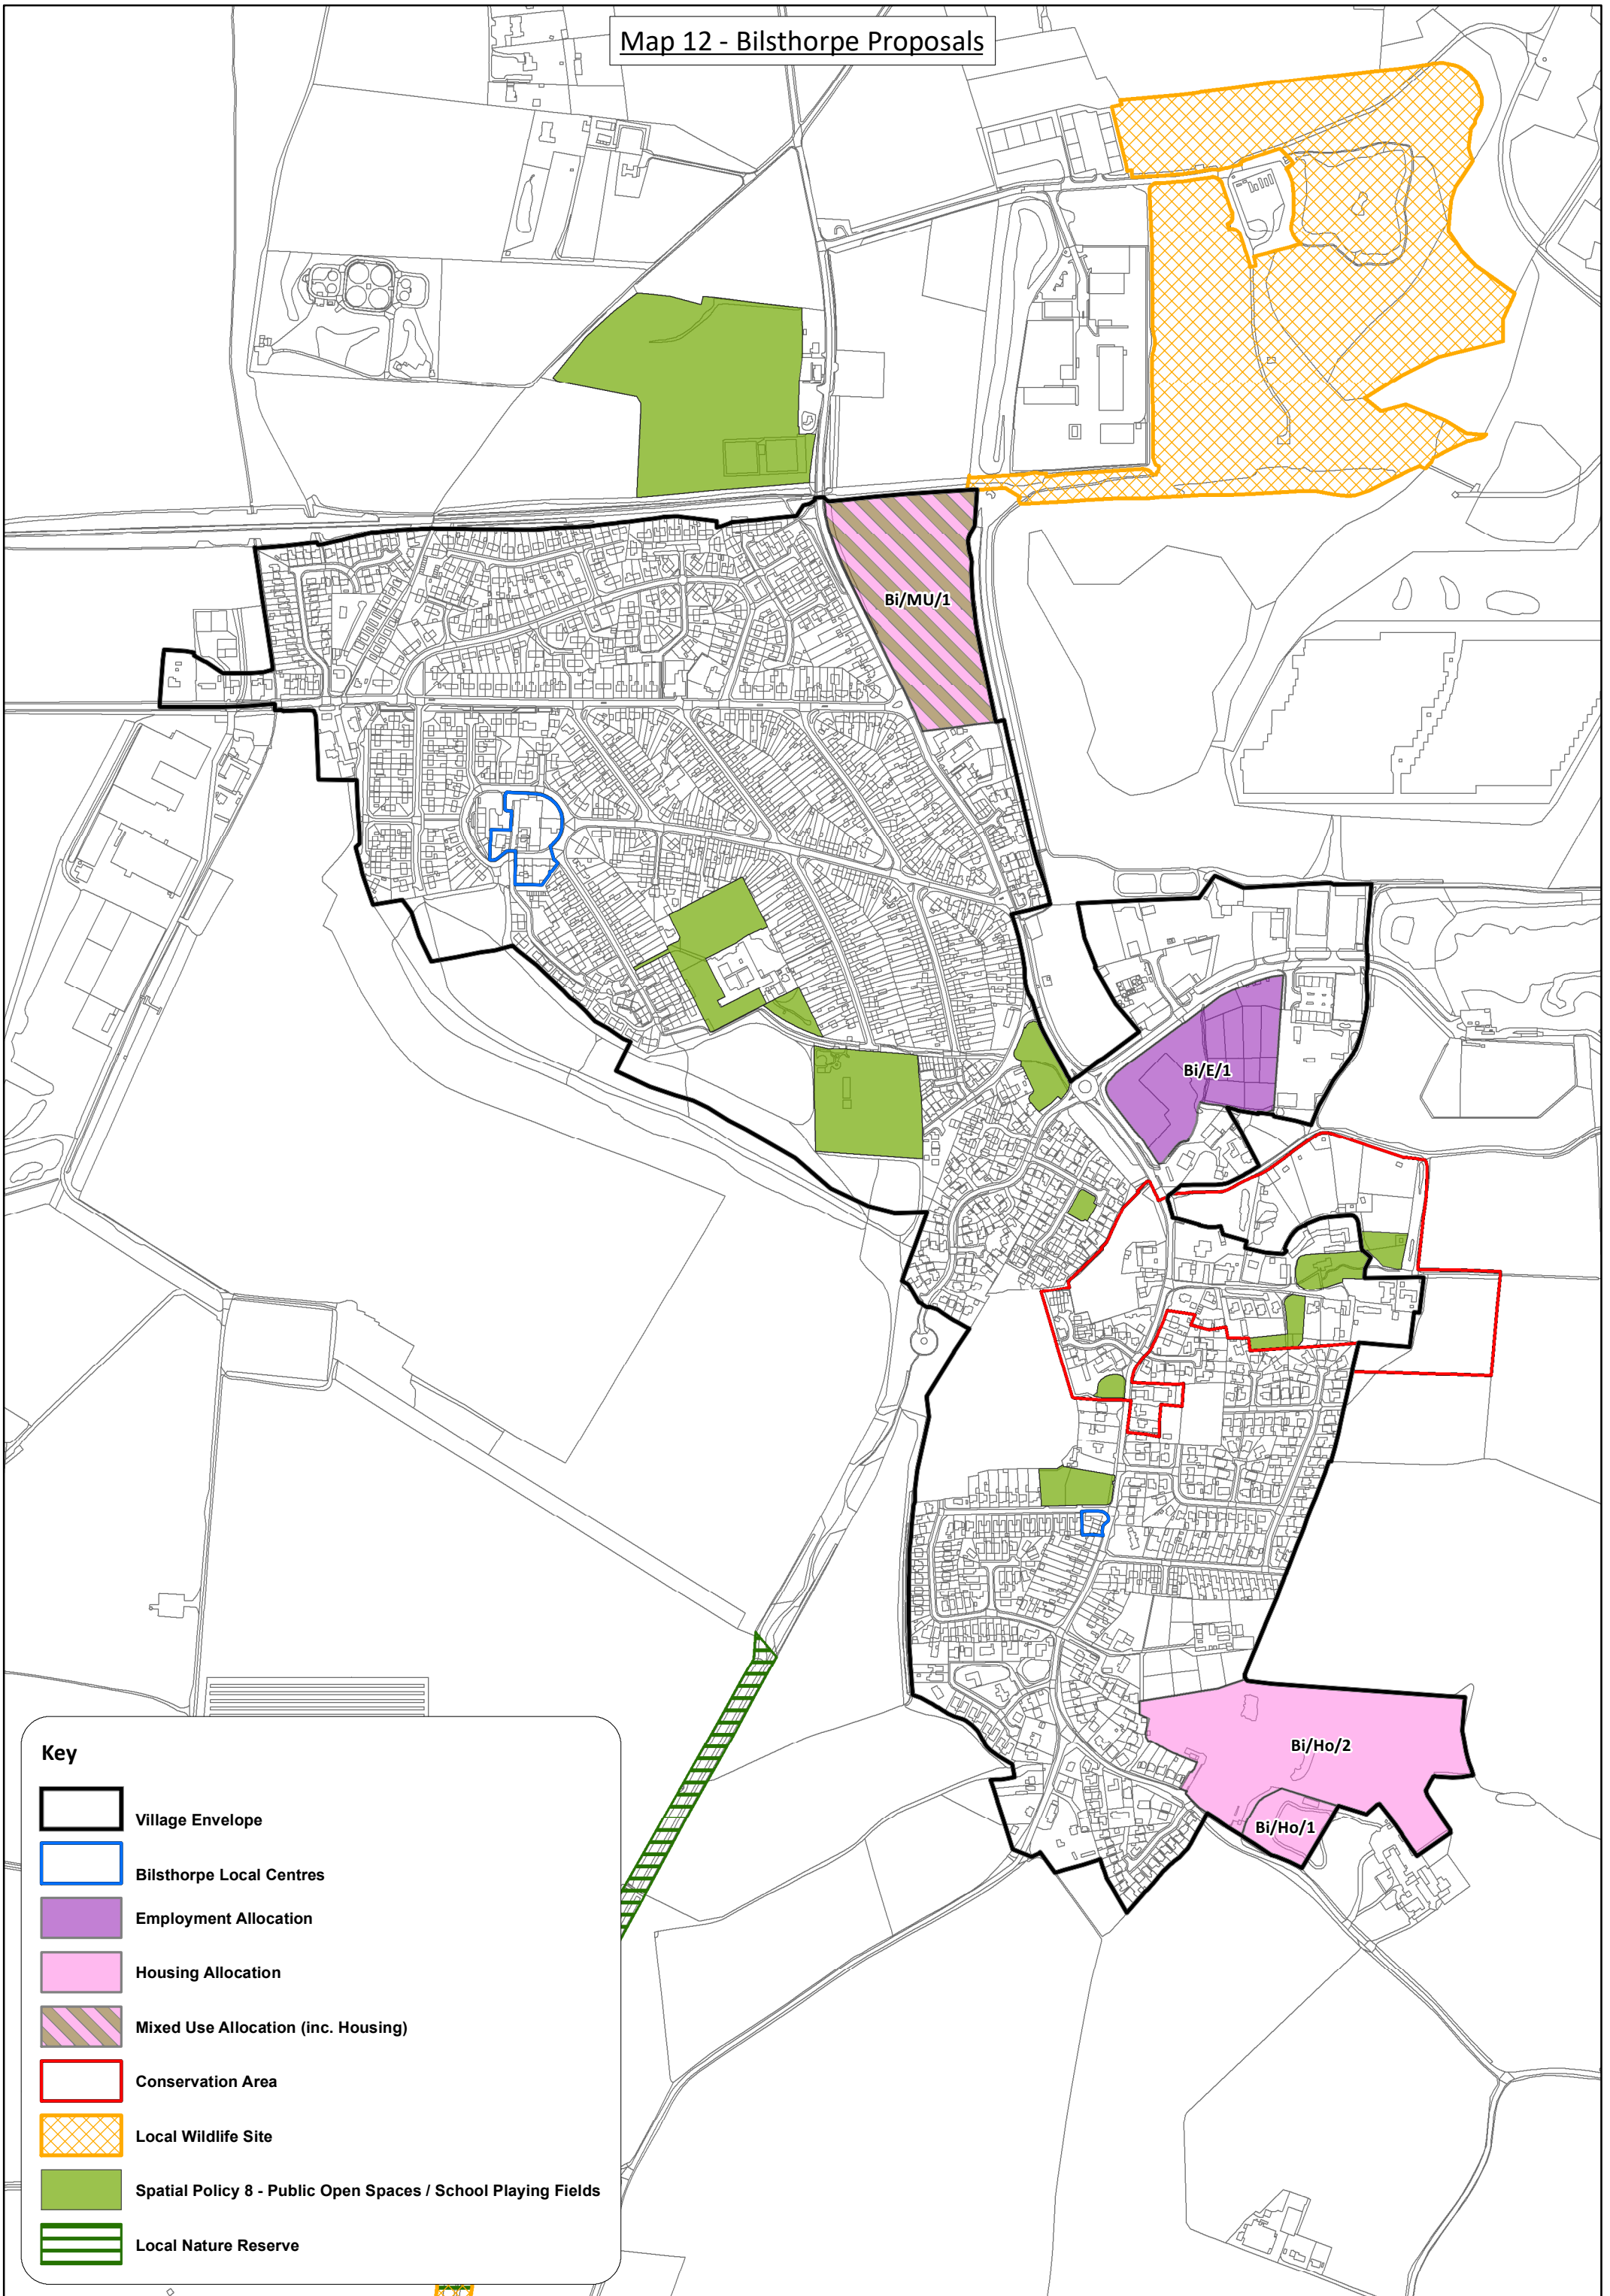 Map 12 - Bilsthorpe Proposals
Bi/MU/1
Bi/E/1
Bi/Ho/2
Bi/Ho/1
Key
Village Envelope
Bilsthorpe Local Centres
Employment Allocation
Housing Allocation
Mixed Use Allocation (inc. Housing)
Conservation Area
Local Wildlife Site
Spatial Policy 8 - Public Open Spaces / School Playing Fields
Local Nature Reserve